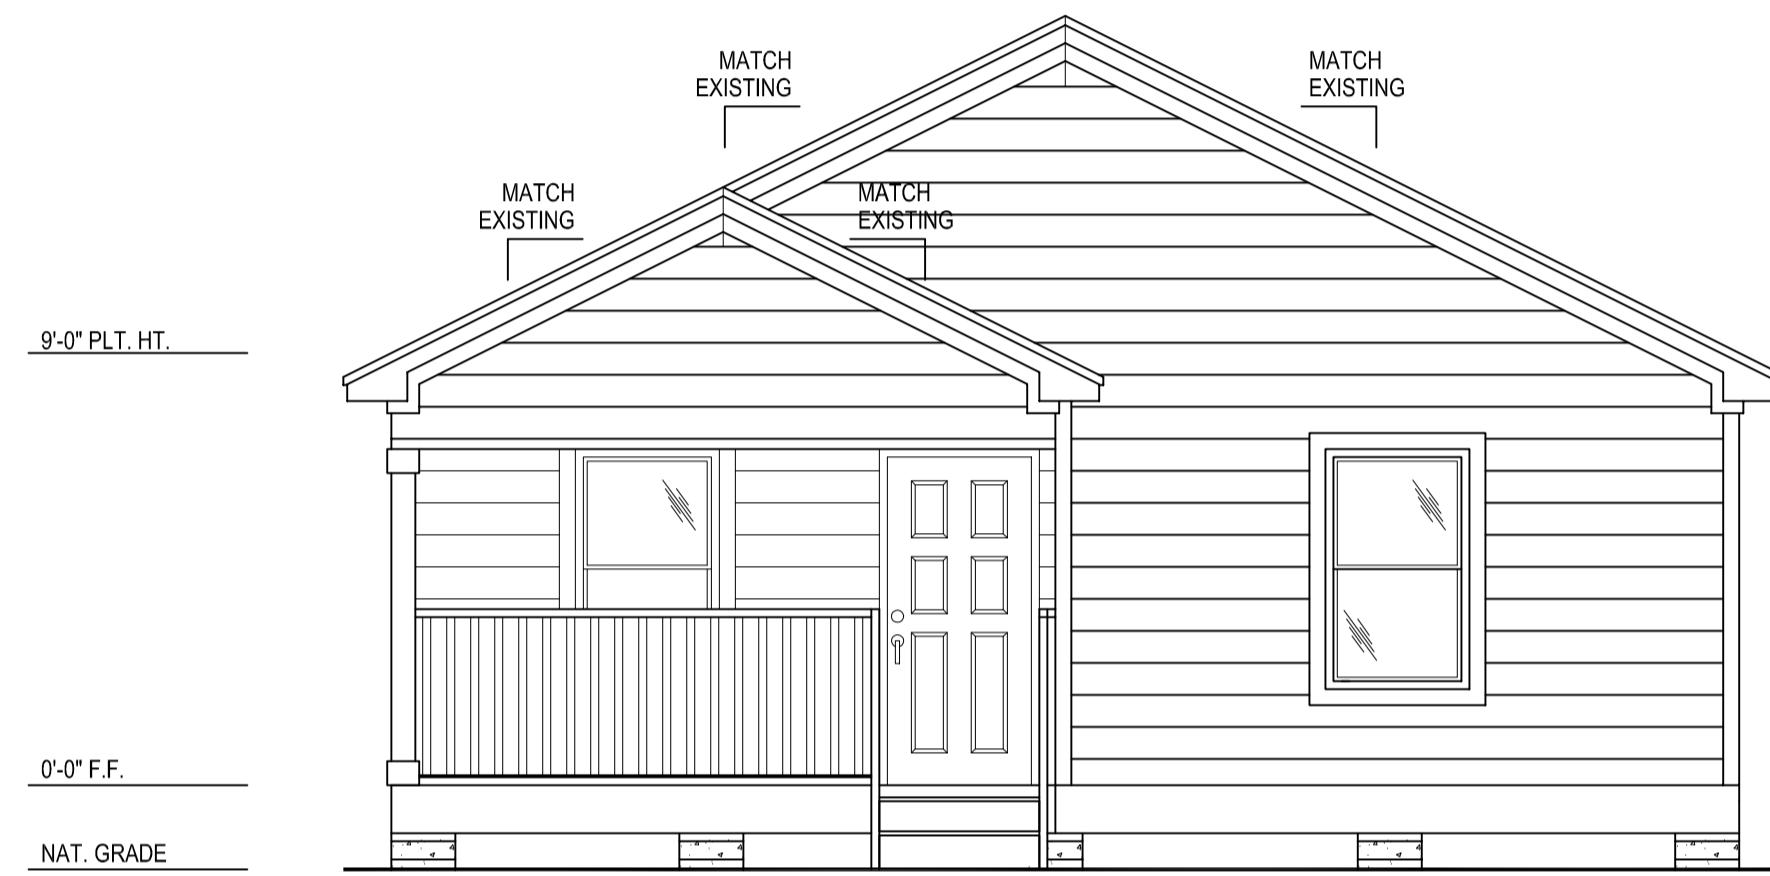 MATCH
EXISTING
MATCH
EXISTING
MATCH
EXISTING
MATCH
EXISTING
9'-0" PLT. HT.
0'-0" F.F.
NAT. GRADE